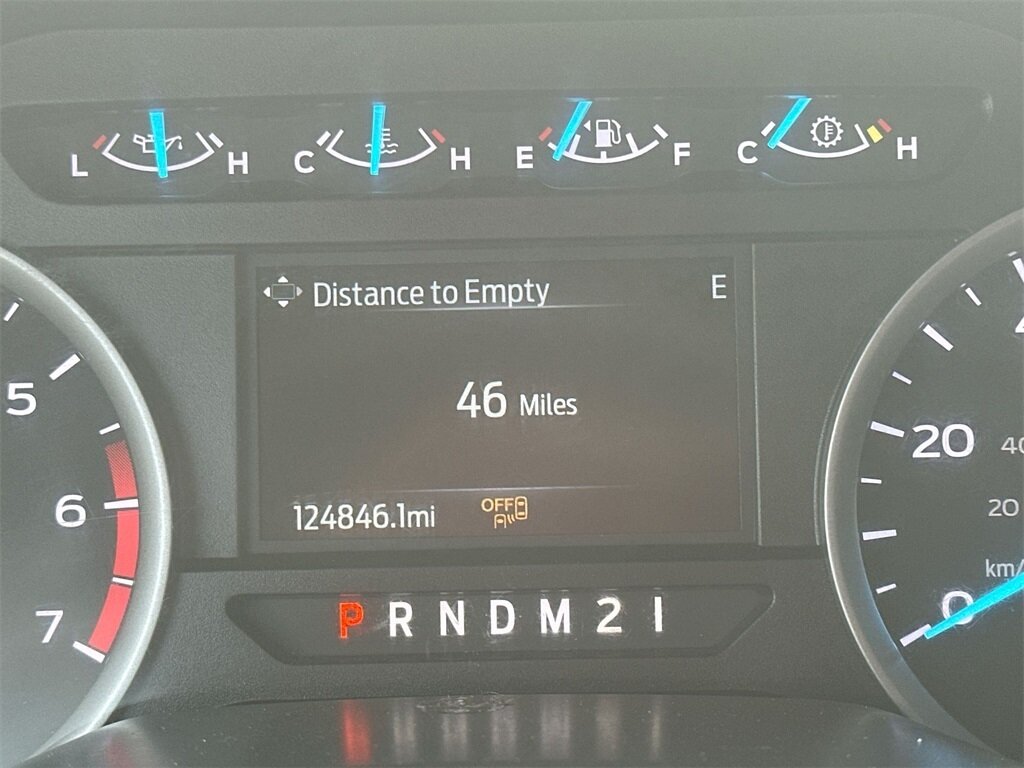 L H C H E F C H
Distance to Empty E
46 Miles
124846.1mi OFF
5
6
7
20
40
20
km/
0
P R N D M 2 1